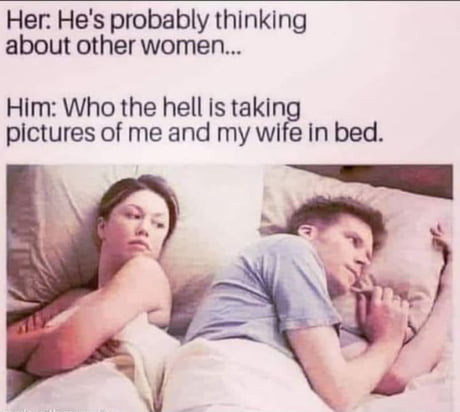 Her: He's probably thinking
about other women...
Him: Who the hell is taking
pictures of me and my wife in bed.